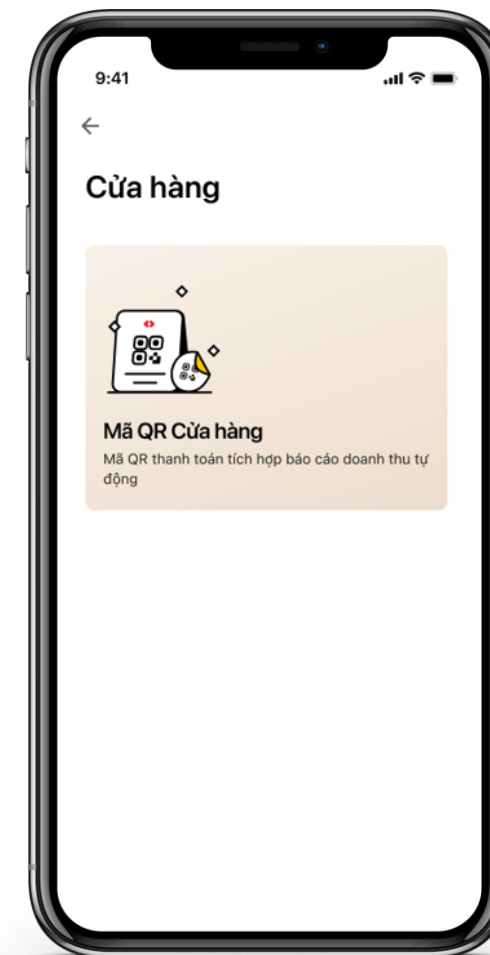 9:41
Cửa hàng
Mã QR Cửa hàng
Mã QR thanh toán tích hợp báo cáo doanh thu tự
động